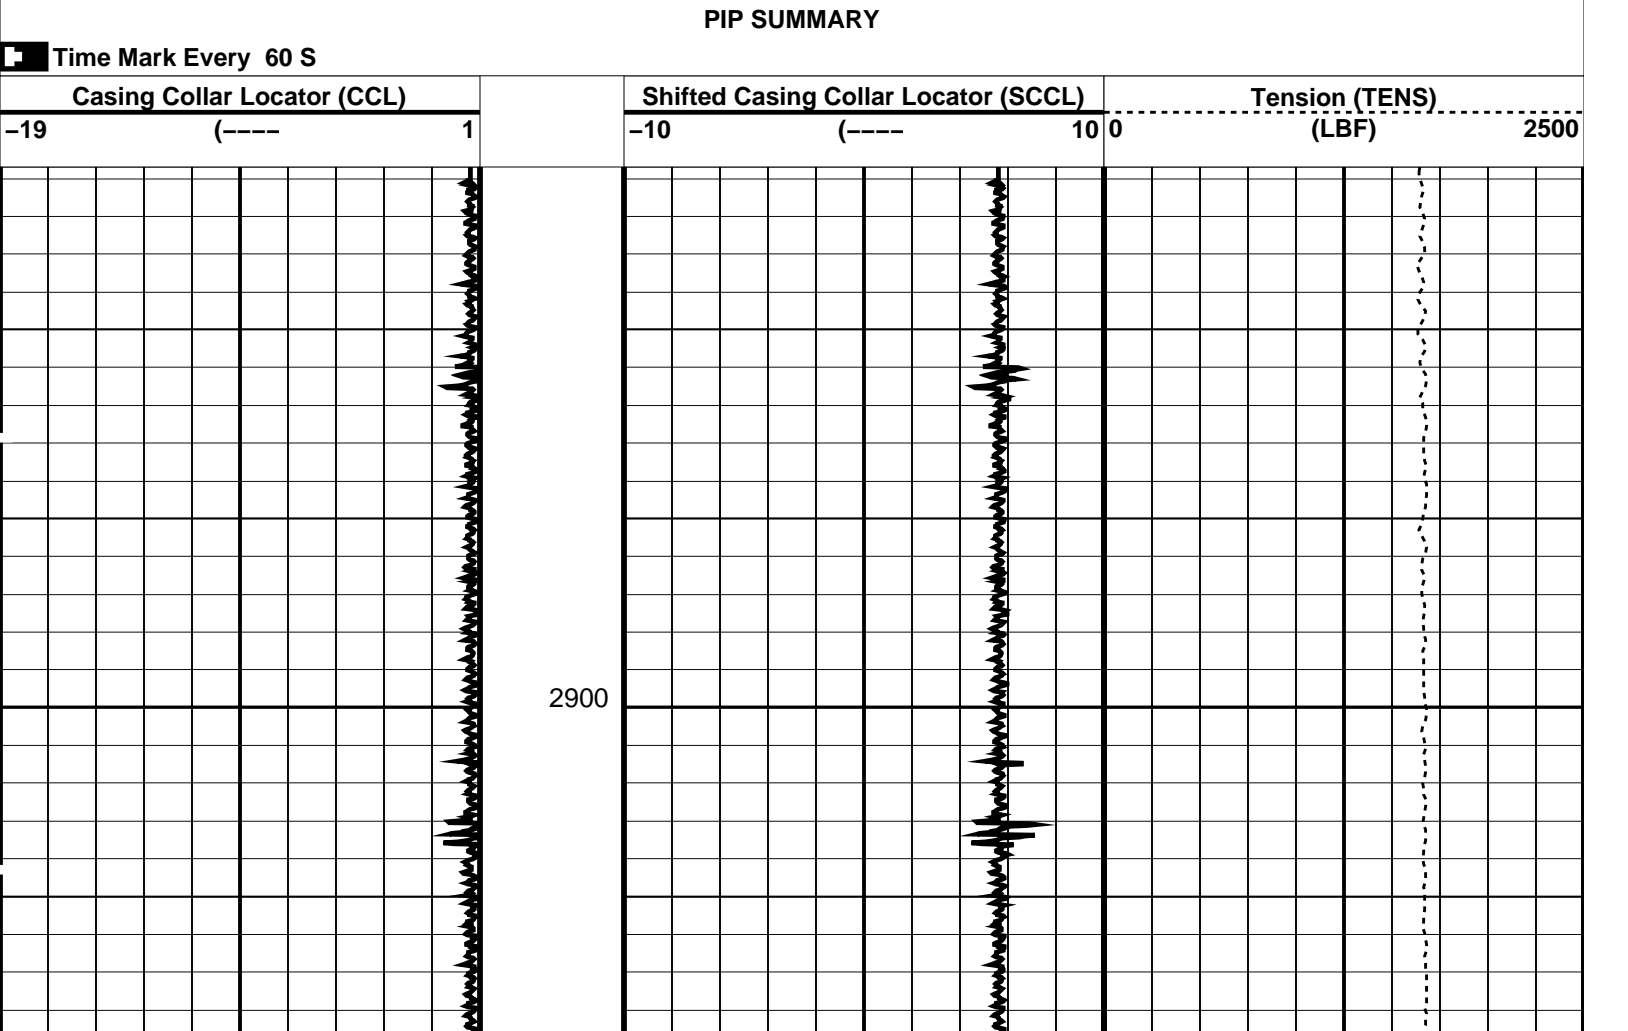 PIP SUMMARY
Time Mark Every 60 S
Casing Collar Locator (CCL)
−19 (−−−− 1
Shifted Casing Collar Locator (SCCL)
−10 (−−−− 10
Tension (TENS)
0 (LBF) 2500
2900